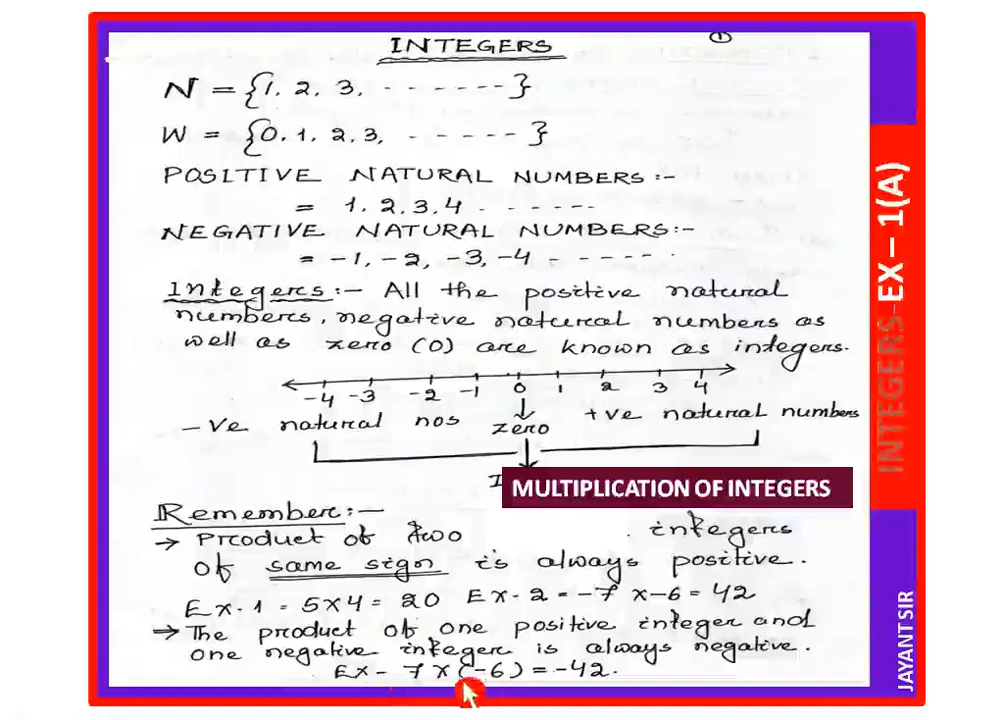 INTEGERS
①
N = {1, 2, 3, - - - - - - - }
W = {0, 1, 2, 3, - - - - - - }
POSITIVE NATURAL NUMBERS :-
= 1, 2, 3, 4 - - - - - -
NEGATIVE NATURAL NUMBERS:-
= -1, -2, -3, -4 - - - - - -
Integers :- All the positive natural
numbers, negative natural numbers as
well as zero (0) are known as integers.
-4 -3 -2 -1 0 1 2 3 4
-ve natural nos zero +ve natural numbers
MULTIPLICATION OF INTEGERS
Remember:-
→ Product of two integers
of same sign is always positive.
Ex-1 = 5x4 = 20 Ex-2 = -7 x-6 = 42
→ The product of one positive integer and
one negative integer is always negative.
Ex- 7 x (-6) = -42.
INTEGERS-EX – 1(A)
JAYANT SIR